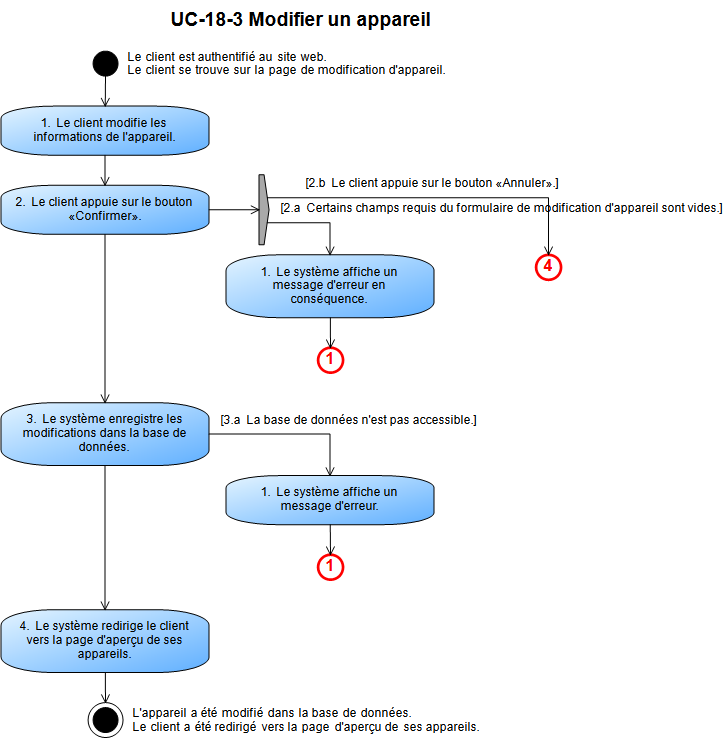 UC-18-3 Modifier un appareil
Le client est authentifié au site web.
Le client se trouve sur la page de modification d'appareil.
1. Le client modifie les
informations de l'appareil.
[2.b Le client appuie sur le bouton «Annuler».]
2. Le client appuie sur le bouton
«Confirmer».
[2.a Certains champs requis du formulaire de modification d'appareil sont vides.]
1. Le système affiche un
message d'erreur en
conséquence.
4
1
3. Le système enregistre les
modifications dans la base de
données.
[3.a La base de données n'est pas accessible.]
1. Le système affiche un
message d'erreur.
1
4. Le système redirige le client
vers la page d'aperçu de ses
appareils.
L'appareil a été modifié dans la base de données.
Le client a été redirigé vers la page d'aperçu de ses appareils.